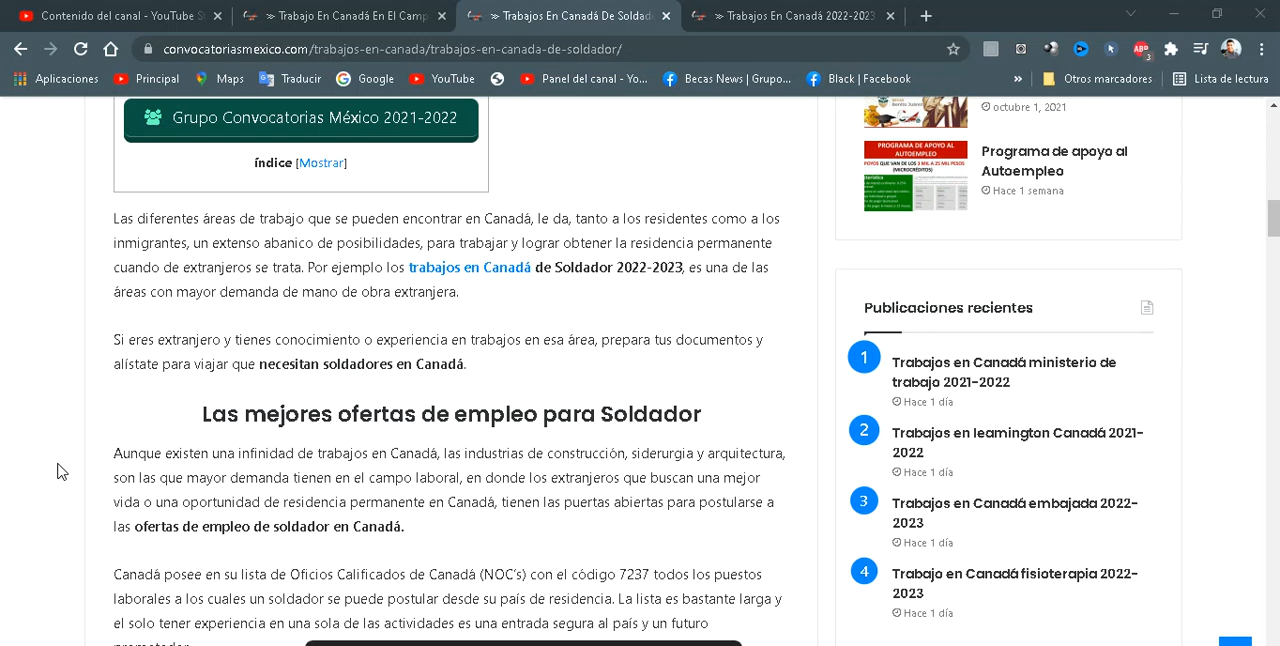 Contenido del canal - YouTube S
Trabajo En Canadá En El Camp
Trabajos En Canadá De Soldad
Trabajos En Canadá 2022-2023
convocatoriasmexico.com/trabajos-en-canada/trabajos-en-canada-de-soldador/
ABP
3
Aplicaciones
Principal
Maps
Traducir
Google
YouTube
Panel del canal - Yo...
Becas News | Grupo...
Black | Facebook
»
Otros marcadores
Lista de lectura
Grupo Convocatorias México 2021-2022
índice [Mostrar]
Las diferentes áreas de trabajo que se pueden encontrar en Canadá, le da, tanto a los residentes como a los
inmigrantes, un extenso abanico de posibilidades, para trabajar y lograr obtener la residencia permanente
cuando de extranjeros se trata. Por ejemplo los trabajos en Canadá de Soldador 2022-2023, es una de las
áreas con mayor demanda de mano de obra extranjera.
Si eres extranjero y tienes conocimiento o experiencia en trabajos en esa área, prepara tus documentos y
alístate para viajar que necesitan soldadores en Canadá.
Las mejores ofertas de empleo para Soldador
Aunque existen una infinidad de trabajos en Canadá, las industrias de construcción, siderurgia y arquitectura,
son las que mayor demanda tienen en el campo laboral, en donde los extranjeros que buscan una mejor
vida o una oportunidad de residencia permanente en Canadá, tienen las puertas abiertas para postularse a
las ofertas de empleo de soldador en Canadá.
Canadá posee en su lista de Oficios Calificados de Canadá (NOC's) con el código 7237 todos los puestos
laborales a los cuales un soldador se puede postular desde su país de residencia. La lista es bastante larga y
el solo tener experiencia en una sola de las actividades es una entrada segura al país y un futuro
octubre 1, 2021
PROGRAMA DE APOYO AL
AUTOEMPLEO
(MICROCRÉDITOS)
Programa de apoyo al
Autoempleo
Hace 1 semana
Publicaciones recientes
1
Trabajos en Canadá ministerio de
trabajo 2021-2022
Hace 1 día
2
Trabajos en leamington Canadá 2021-
2022
Hace 1 día
3
Trabajos en Canadá embajada 2022-
2023
Hace 1 día
4
Trabajo en Canadá fisioterapia 2022-
2023
Hace 1 día